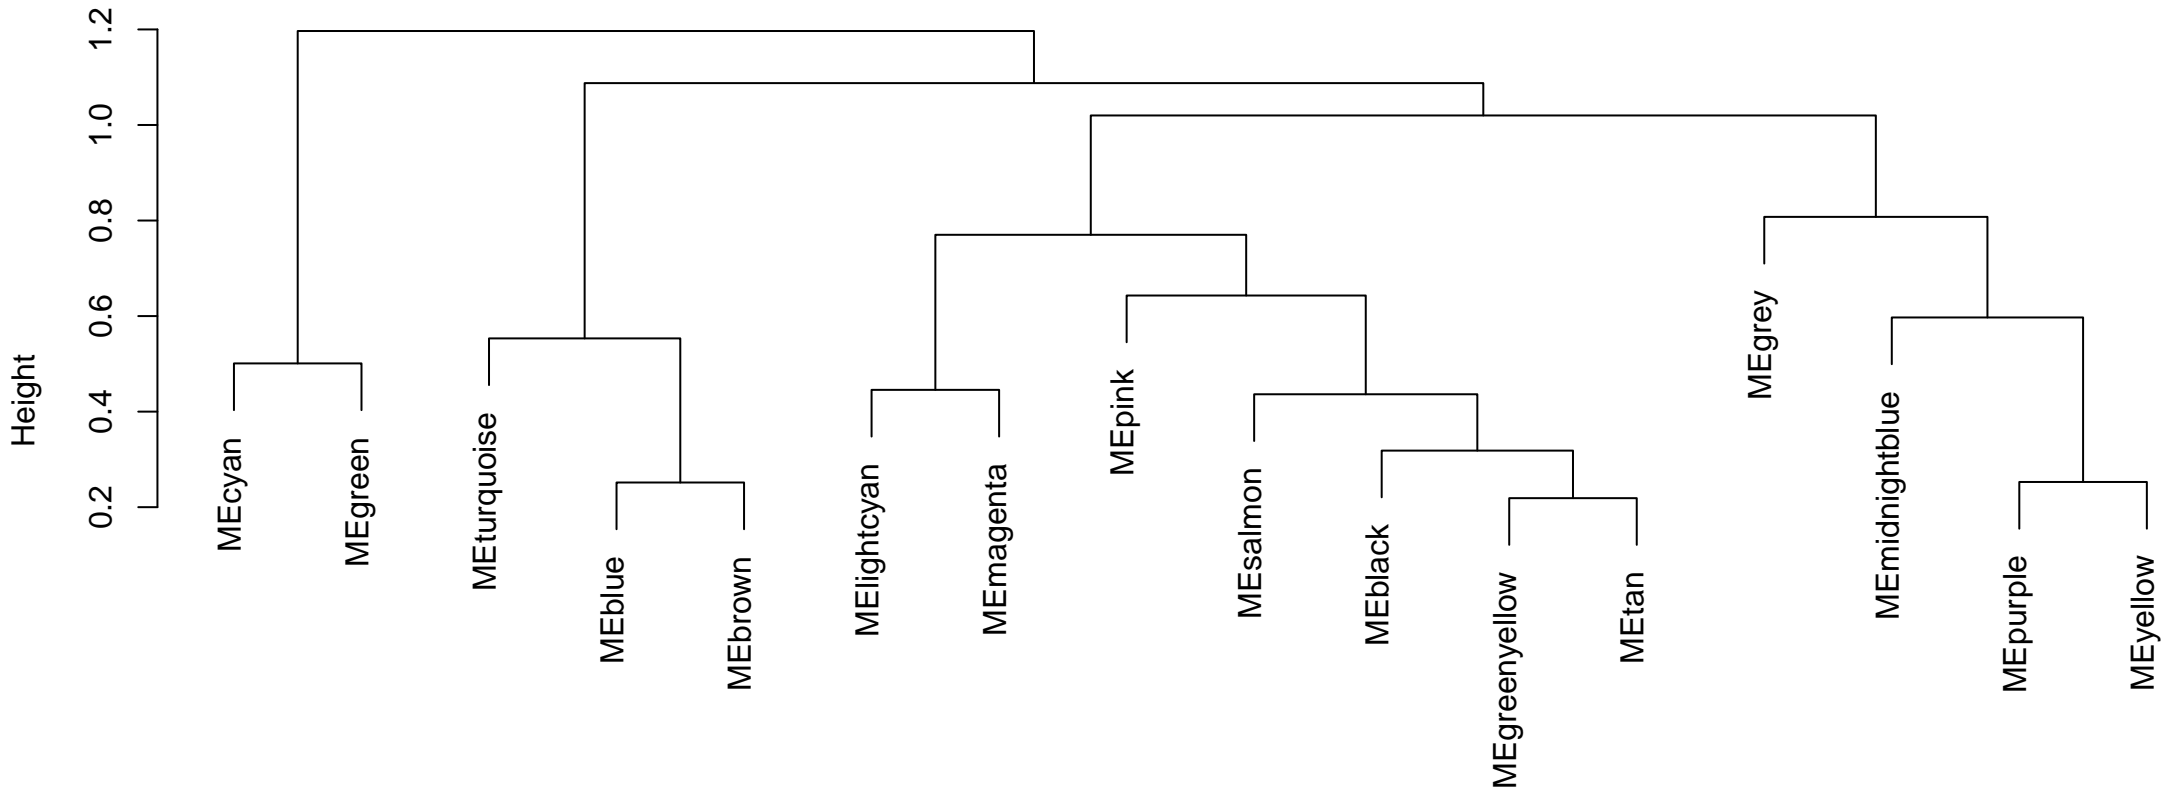 Height
1.2
1.0
0.8
0.6
0.4
0.2
MEcyan
MEgreen
MEturquoise
MEblue
MEbrown
MElightcyan
MEmagenta
MEpink
MEsalmon
MEblack
MEgreenyellow
MEtan
MEgrey
MEmidnightblue
MEpurple
MEyellow